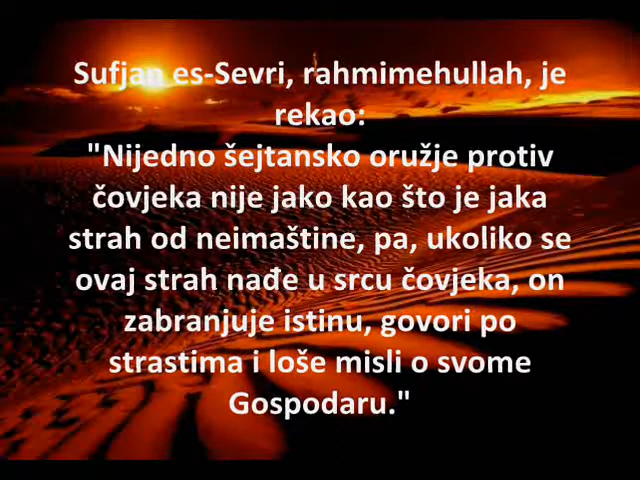 Sufjan es-Sevri, rahmimehullah, je
rekao:
"Nijedno šejtansko oružje protiv
čovjeka nije jako kao što je jaka
strah od neimaštine, pa, ukoliko se
ovaj strah nađe u srcu čovjeka, on
zabranjuje istinu, govori po
strastima i loše misli o svome
Gospodaru."